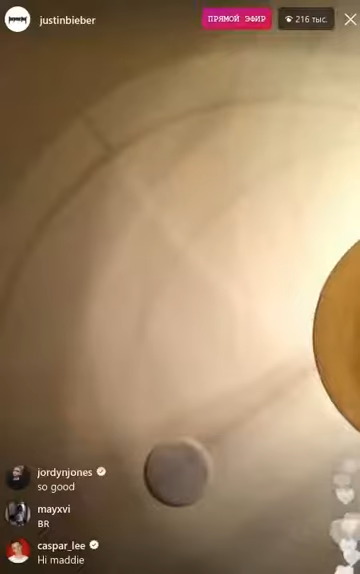 justinbieber
ПРЯМОЙ ЭФИР
216 тыс.
jordynjones
so good
mayxvi
BR
caspar_lee
Hi maddie